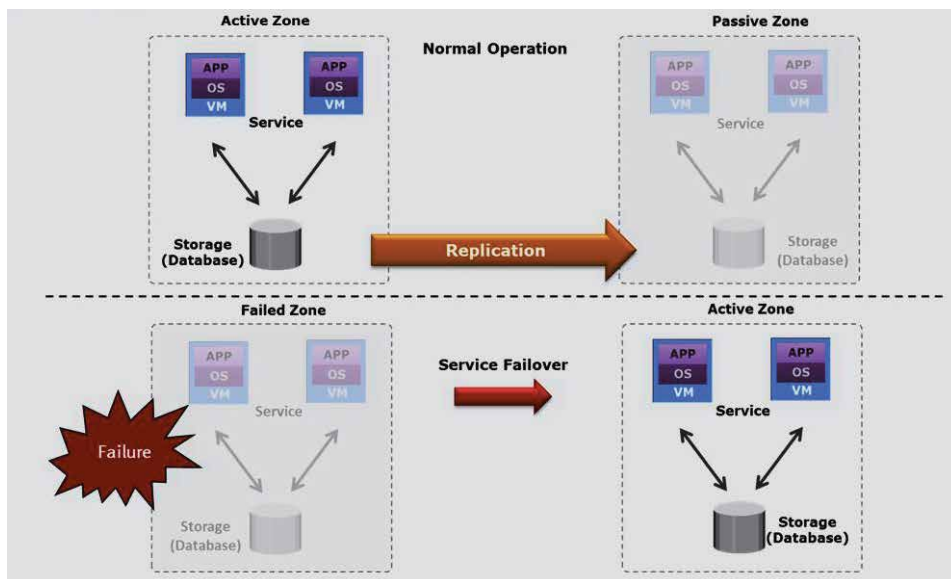 Active Zone
Passive Zone
Normal Operation
APP
OS
VM
APP
OS
VM
Service
Storage
(Database)
Replication
APP
OS
VM
APP
OS
VM
Service
Storage
(Database)
Failed Zone
Active Zone
Service Failover
APP
OS
VM
APP
OS
VM
Service
Failure
Storage
(Database)
APP
OS
VM
APP
OS
VM
Service
Storage
(Database)